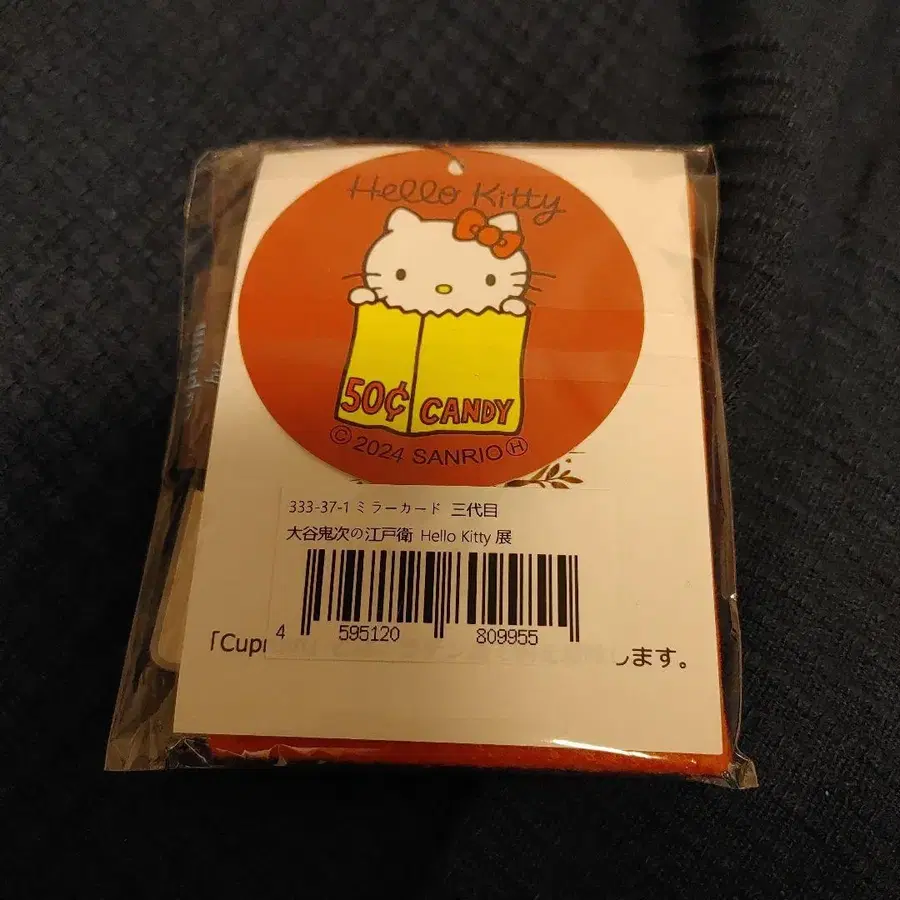 Hello Kitty
50¢ CANDY
© 2024 SANRIO Ⓗ
333-37-1 ミラーカード 三代目
大谷鬼次の江戸衛 Hello Kitty 展
4 595120 809955
「Cup
します。